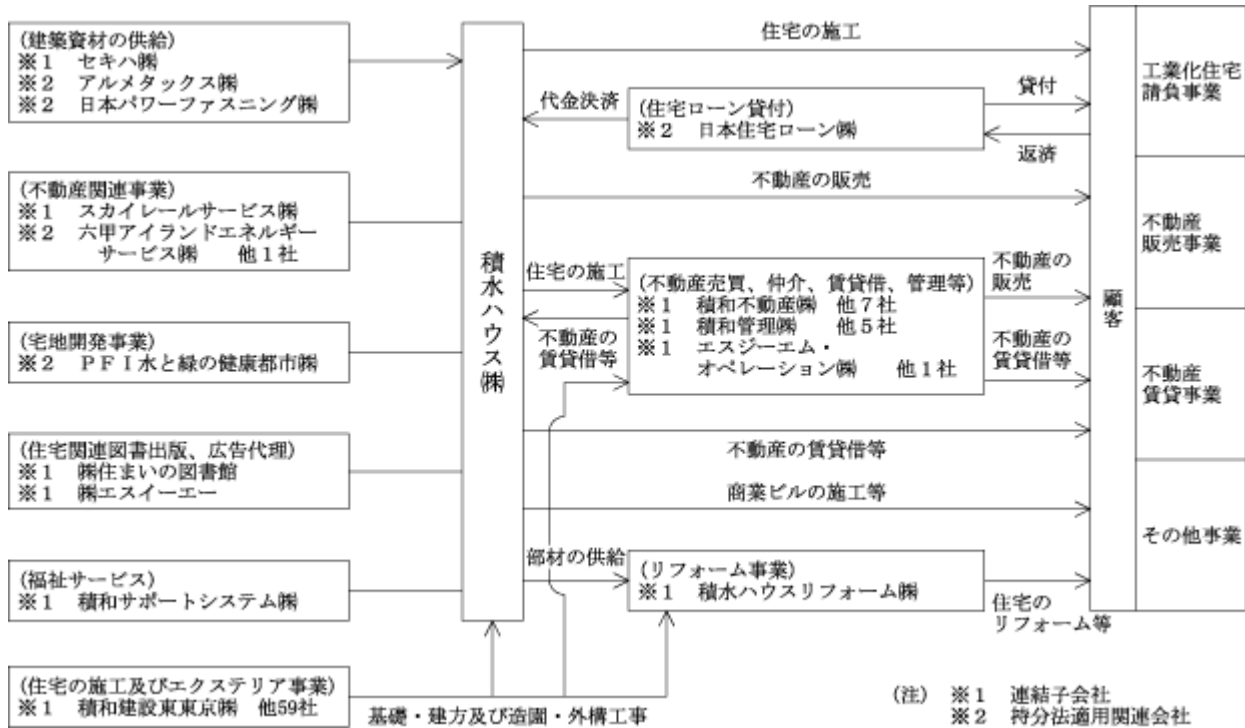 (建築資材の供給)
※1 セキハ㈱
※2 アルメタックス㈱
※2 日本パワーファスニング㈱
(不動産関連事業)
※1 スカイレールサービス㈱
※2 六甲アイランドエネルギー
サービス㈱ 他1社
(宅地開発事業)
※2 PFI水と緑の健康都市㈱
(住宅関連図書出版、広告代理)
※1 ㈱住まいの図書館
※1 ㈱エスイーエー
(福祉サービス)
※1 積和サポートシステム㈱
(住宅の施工及びエクステリア事業)
※1 積和建設東東京㈱ 他59社
基礎・建方及び造園・外構工事
積水ハウス㈱
住宅の施工
代金決済
(住宅ローン貸付)
※2 日本住宅ローン㈱
貸付
返済
不動産の販売
住宅の施工
不動産の
賃貸借等
(不動産売買、仲介、賃貸借、管理等)
※1 積和不動産㈱ 他7社
※1 積和管理㈱ 他5社
※1 エスジーエム・
オペレーション㈱ 他1社
不動産の
販売
不動産の
賃貸借等
不動産の賃貸借等
商業ビルの施工等
部材の供給
(リフォーム事業)
※1 積水ハウスリフォーム㈱
住宅の
リフォーム等
顧客
工業化住宅
請負事業
不動産
販売事業
不動産
賃貸事業
その他事業
(注) ※1 連結子会社
※2 持分法適用関連会社